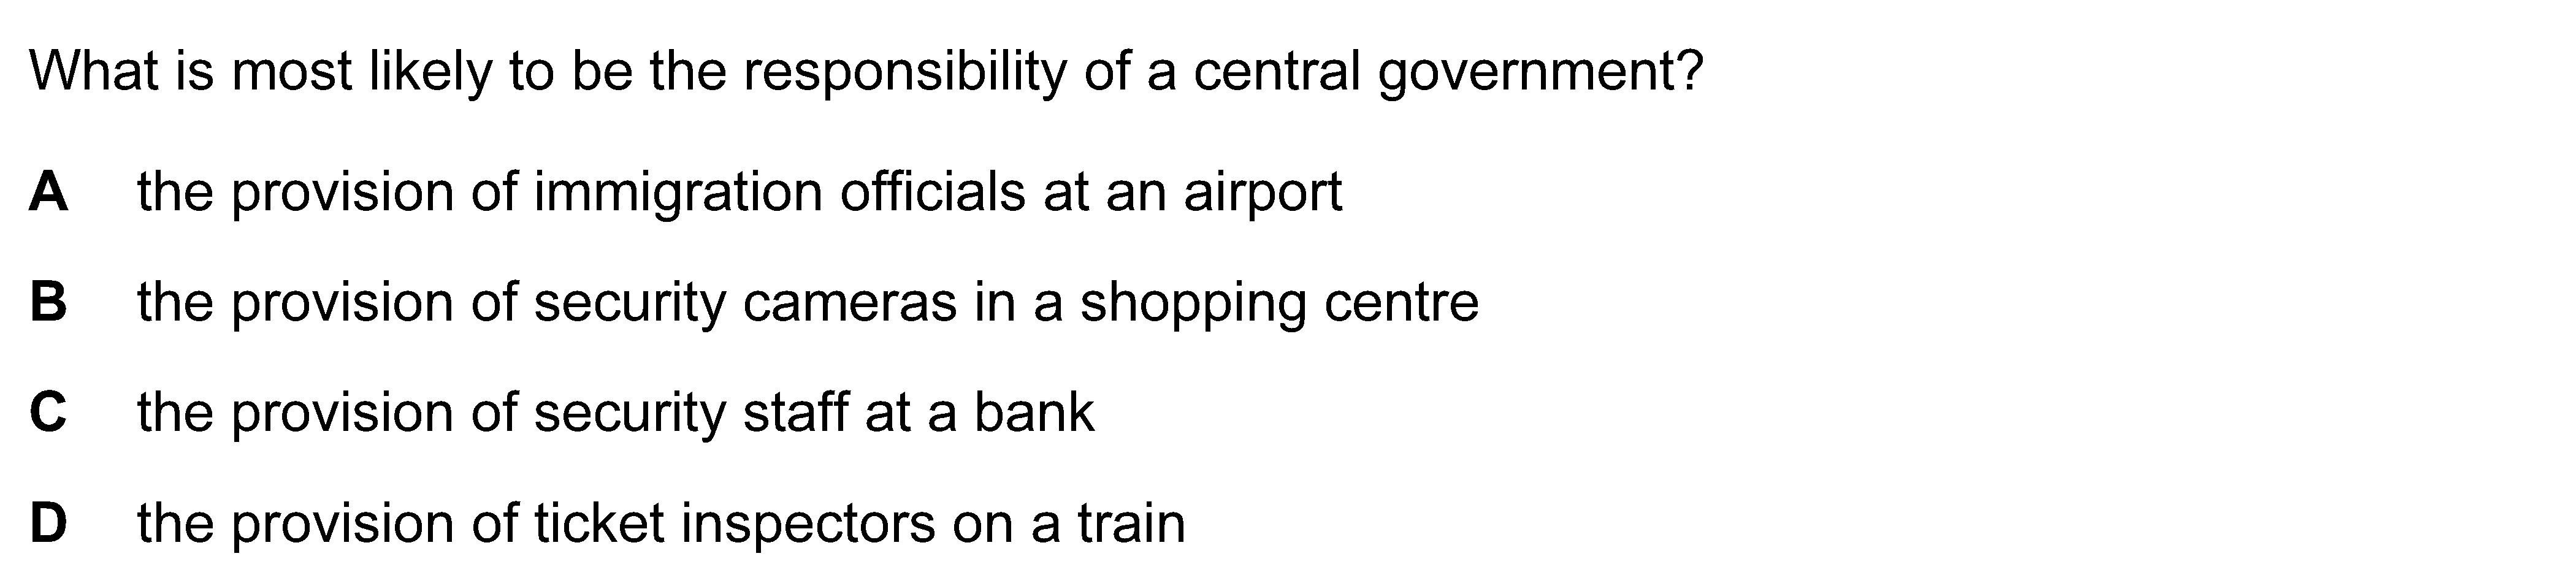 What is most likely to be the responsibility of a central government?
A the provision of immigration officials at an airport
B the provision of security cameras in a shopping centre
C the provision of security staff at a bank
D the provision of ticket inspectors on a train